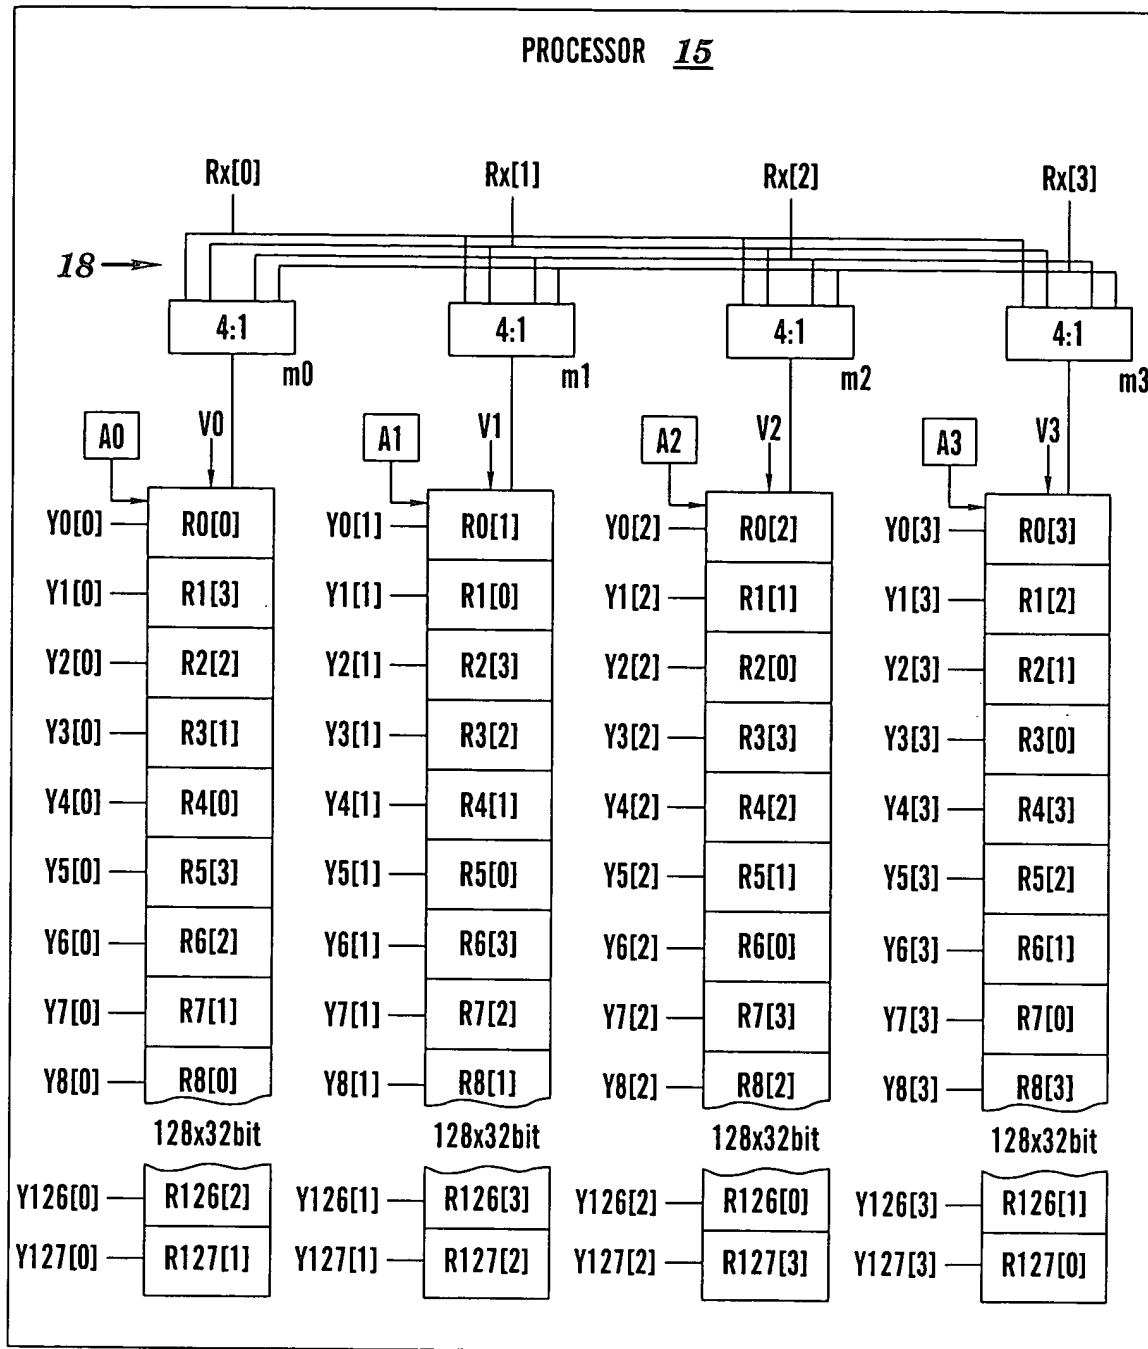 PROCESSOR 15
Rx[0] Rx[1] Rx[2] Rx[3]
18
4:1 4:1 4:1 4:1
m0 m1 m2 m3
A0 V0 A1 V1 A2 V2 A3 V3
Y0[0] R0[0] Y0[1] R0[1] Y0[2] R0[2] Y0[3] R0[3]
Y1[0] R1[3] Y1[1] R1[0] Y1[2] R1[1] Y1[3] R1[2]
Y2[0] R2[2] Y2[1] R2[3] Y2[2] R2[0] Y2[3] R2[1]
Y3[0] R3[1] Y3[1] R3[2] Y3[2] R3[3] Y3[3] R3[0]
Y4[0] R4[0] Y4[1] R4[1] Y4[2] R4[2] Y4[3] R4[3]
Y5[0] R5[3] Y5[1] R5[0] Y5[2] R5[1] Y5[3] R5[2]
Y6[0] R6[2] Y6[1] R6[3] Y6[2] R6[0] Y6[3] R6[1]
Y7[0] R7[1] Y7[1] R7[2] Y7[2] R7[3] Y7[3] R7[0]
Y8[0] R8[0] Y8[1] R8[1] Y8[2] R8[2] Y8[3] R8[3]
128x32bit 128x32bit 128x32bit 128x32bit
Y126[0] R126[2] Y126[1] R126[3] Y126[2] R126[0] Y126[3] R126[1]
Y127[0] R127[1] Y127[1] R127[2] Y127[2] R127[3] Y127[3] R127[0]